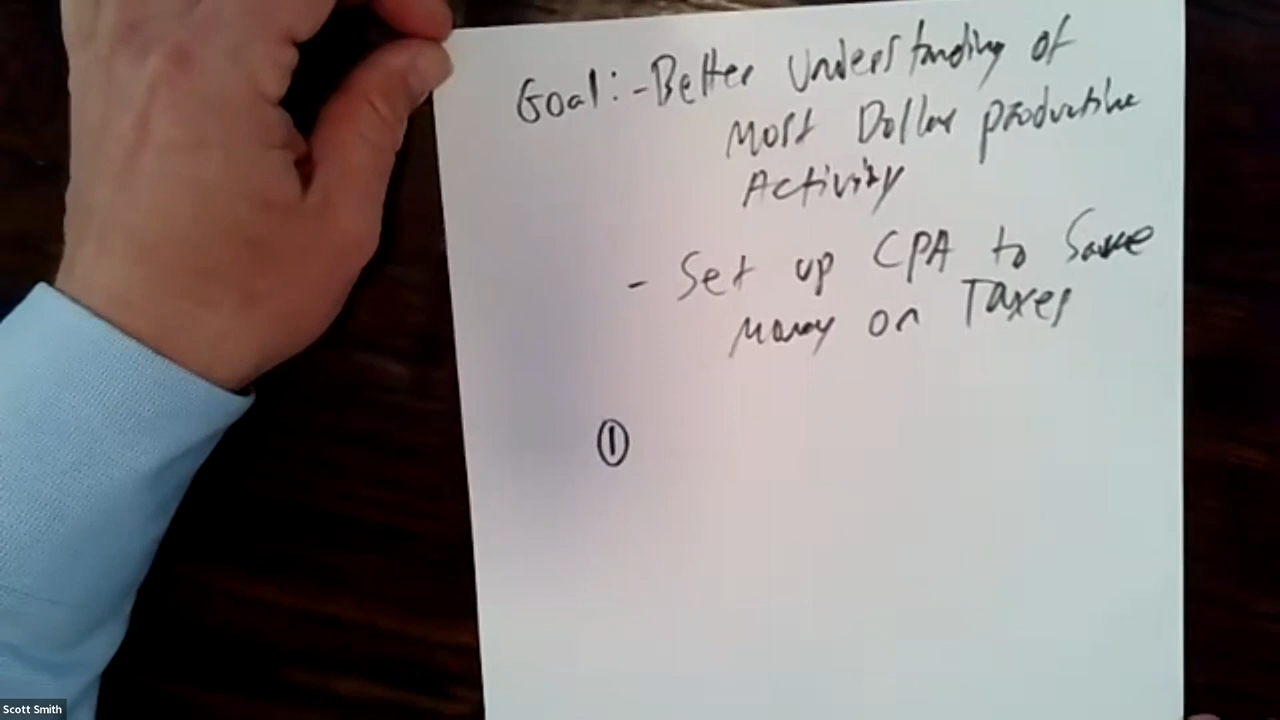 Goal: - Better Understanding of
Most Dollar productive
Activity
- Set up CPA to Save
Money on Taxes
①
Scott Smith